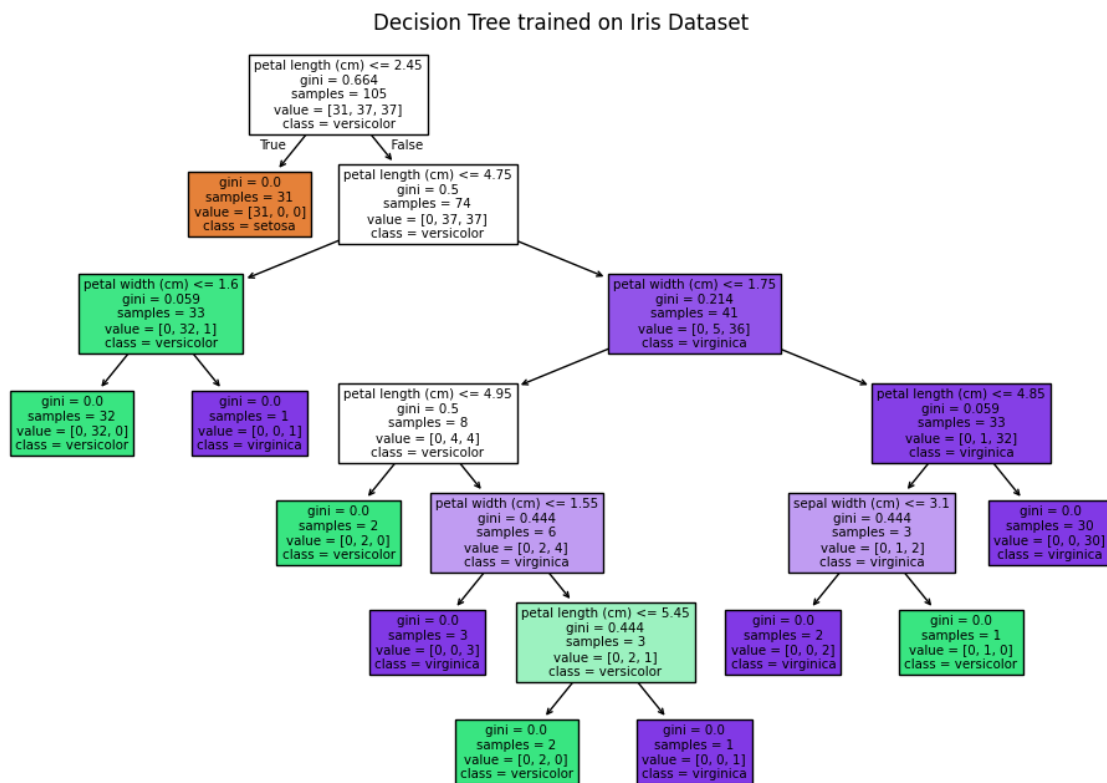 Decision Tree trained on Iris Dataset
petal length (cm) <= 2.45
gini = 0.664
samples = 105
value = [31, 37, 37]
class = versicolor
True
False
gini = 0.0
samples = 31
value = [31, 0, 0]
class = setosa
petal length (cm) <= 4.75
gini = 0.5
samples = 74
value = [0, 37, 37]
class = versicolor
petal width (cm) <= 1.6
gini = 0.059
samples = 33
value = [0, 32, 1]
class = versicolor
petal width (cm) <= 1.75
gini = 0.214
samples = 41
value = [0, 5, 36]
class = virginica
gini = 0.0
samples = 32
value = [0, 32, 0]
class = versicolor
gini = 0.0
samples = 1
value = [0, 0, 1]
class = virginica
petal length (cm) <= 4.95
gini = 0.5
samples = 8
value = [0, 4, 4]
class = versicolor
petal length (cm) <= 4.85
gini = 0.059
samples = 33
value = [0, 1, 32]
class = virginica
gini = 0.0
samples = 2
value = [0, 2, 0]
class = versicolor
petal width (cm) <= 1.55
gini = 0.444
samples = 6
value = [0, 2, 4]
class = virginica
sepal width (cm) <= 3.1
gini = 0.444
samples = 3
value = [0, 1, 2]
class = virginica
gini = 0.0
samples = 30
value = [0, 0, 30]
class = virginica
gini = 0.0
samples = 3
value = [0, 0, 3]
class = virginica
petal length (cm) <= 5.45
gini = 0.444
samples = 3
value = [0, 2, 1]
class = versicolor
gini = 0.0
samples = 2
value = [0, 0, 2]
class = virginica
gini = 0.0
samples = 1
value = [0, 1, 0]
class = versicolor
gini = 0.0
samples = 2
value = [0, 2, 0]
class = versicolor
gini = 0.0
samples = 1
value = [0, 0, 1]
class = virginica